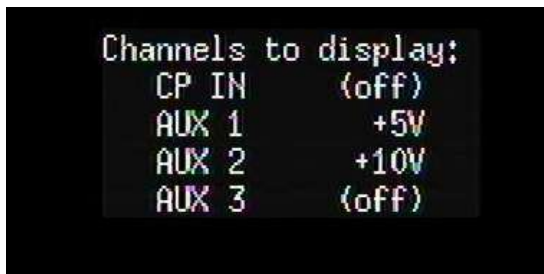 Channels to display:
CP IN (off)
AUX 1 +5V
AUX 2 +10V
AUX 3 (off)